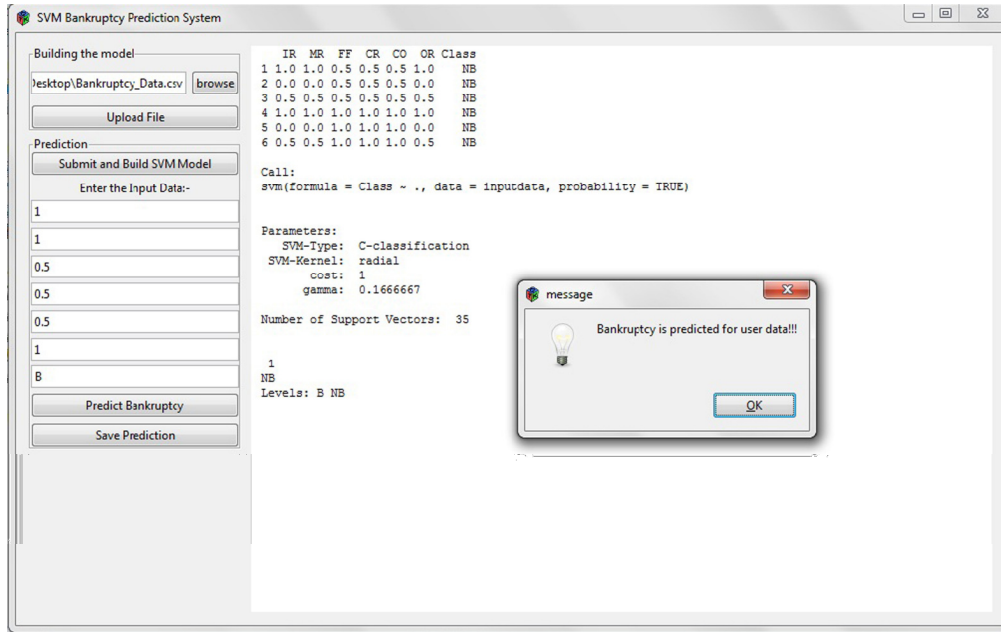 SVM Bankruptcy Prediction System
Building the model
Desktop\Bankruptcy_Data.csv browse
Upload File
Prediction
Submit and Build SVM Model
Enter the Input Data:-
1
1
0.5
0.5
0.5
1
B
Predict Bankruptcy
Save Prediction
IR MR FF CR CO OR Class
1 1.0 1.0 0.5 0.5 0.5 1.0 NB
2 0.0 0.0 0.5 0.5 0.5 0.0 NB
3 0.5 0.5 0.5 0.5 0.5 0.5 NB
4 1.0 1.0 1.0 1.0 1.0 1.0 NB
5 0.0 0.0 1.0 1.0 1.0 0.0 NB
6 0.5 0.5 1.0 1.0 1.0 0.5 NB
Call:
svm(formula = Class ~ ., data = inputdata, probability = TRUE)
Parameters:
SVM-Type: C-classification
SVM-Kernel: radial
cost: 1
gamma: 0.1666667
Number of Support Vectors: 35
1
NB
Levels: B NB
message
Bankruptcy is predicted for user data!!!
OK